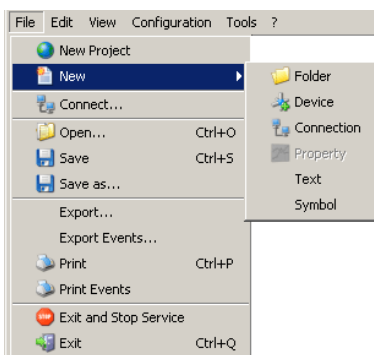 File Edit View Configuration Tools ?
New Project
New
Connect...
Open... Ctrl+O
Save Ctrl+S
Save as...
Export...
Export Events...
Print Ctrl+P
Print Events
Exit and Stop Service
Exit Ctrl+Q
Folder
Device
Connection
Property
Text
Symbol